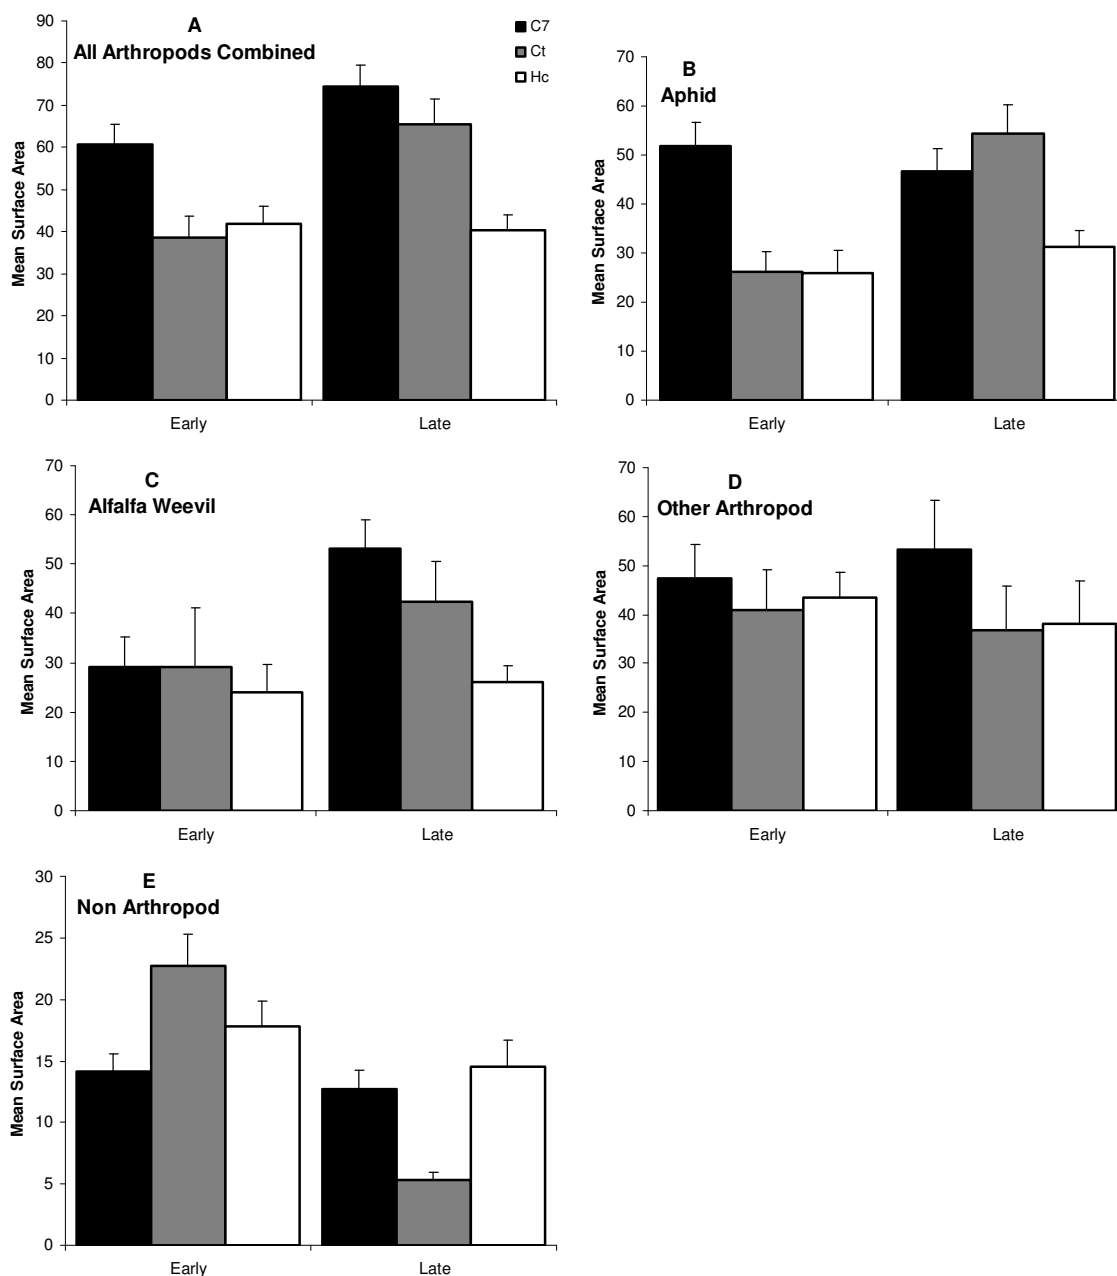 A
All Arthropods Combined
C7
Ct
Hc
Mean Surface Area
90
80
70
60
50
40
30
20
10
0
Early Late
B
Aphid
Mean Surface Area
70
60
50
40
30
20
10
0
Early Late
C
Alfalfa Weevil
Mean Surface Area
70
60
50
40
30
20
10
0
Early Late
D
Other Arthropod
Mean Surface Area
70
60
50
40
30
20
10
0
Early Late
E
Non Arthropod
Mean Surface Area
30
25
20
15
10
5
0
Early Late